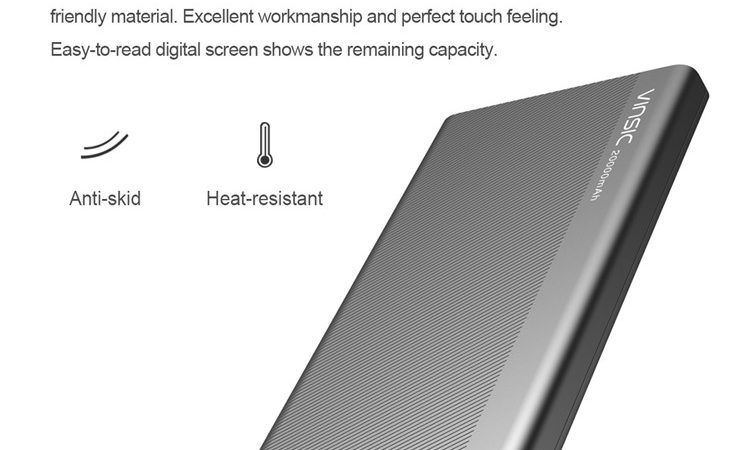 friendly material. Excellent workmanship and perfect touch feeling.
Easy-to-read digital screen shows the remaining capacity.
Anti-skid
Heat-resistant
VINSIC 20000mAh